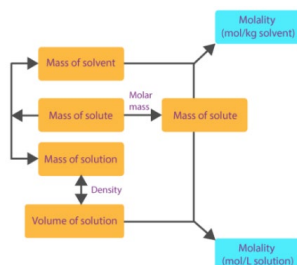 Molality
(mol/kg solvent)
Mass of solvent
Molar
mass
Mass of solute
Mass of solute
Mass of solution
Density
Volume of solution
Molality
(mol/L solution)